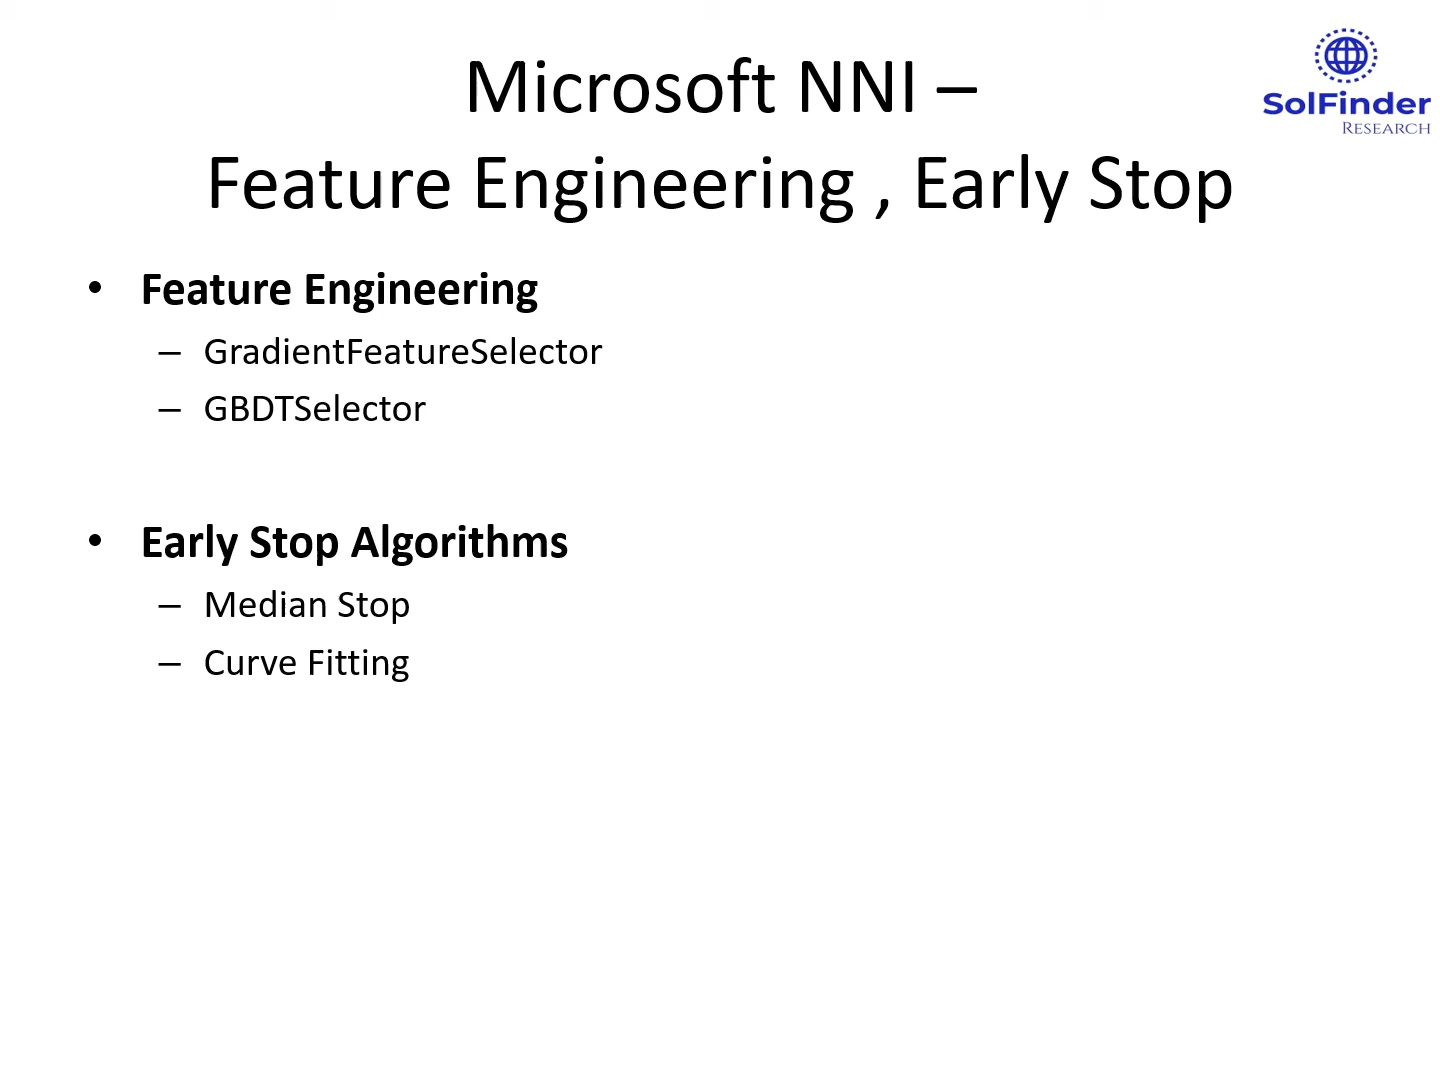 Microsoft NNI –
Feature Engineering , Early Stop
SolFinder
RESEARCH
• Feature Engineering
– GradientFeatureSelector
– GBDTSelector
• Early Stop Algorithms
– Median Stop
– Curve Fitting